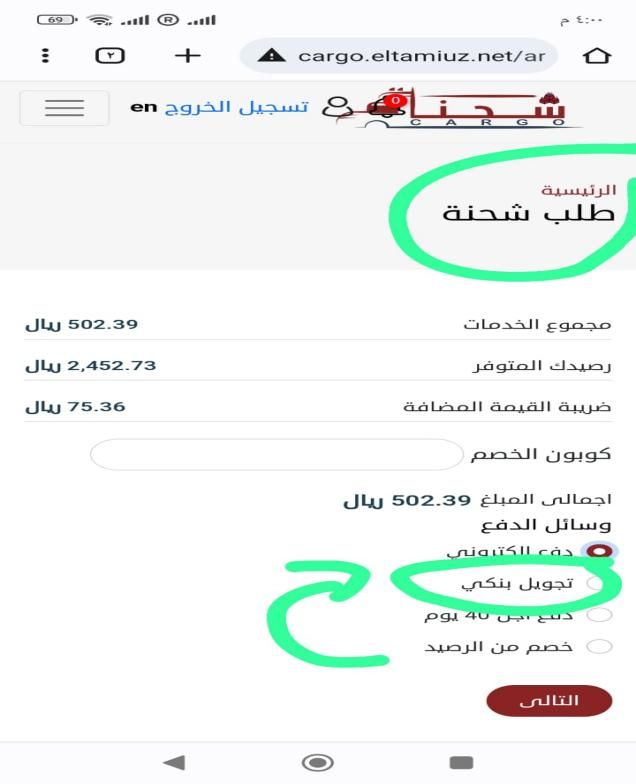 ٤:٠٠ م
69
R
cargo.eltamiuz.net/ar
٢
شحناتكم
CARGO
0
تسجيل الخروج en
الرئيسية
طلب شحنة
مجموع الخدمات 502.39 ريال
رصيدك المتوفر 2,452.73 ريال
ضريبة القيمة المضافة 75.36 ريال
كوبون الخصم
اجمالى المبلغ 502.39 ريال
وسائل الدفع
دفع الكتروني
تجويل بنكي
دفع اجل 40 يوم
خصم من الرصيد
التالى